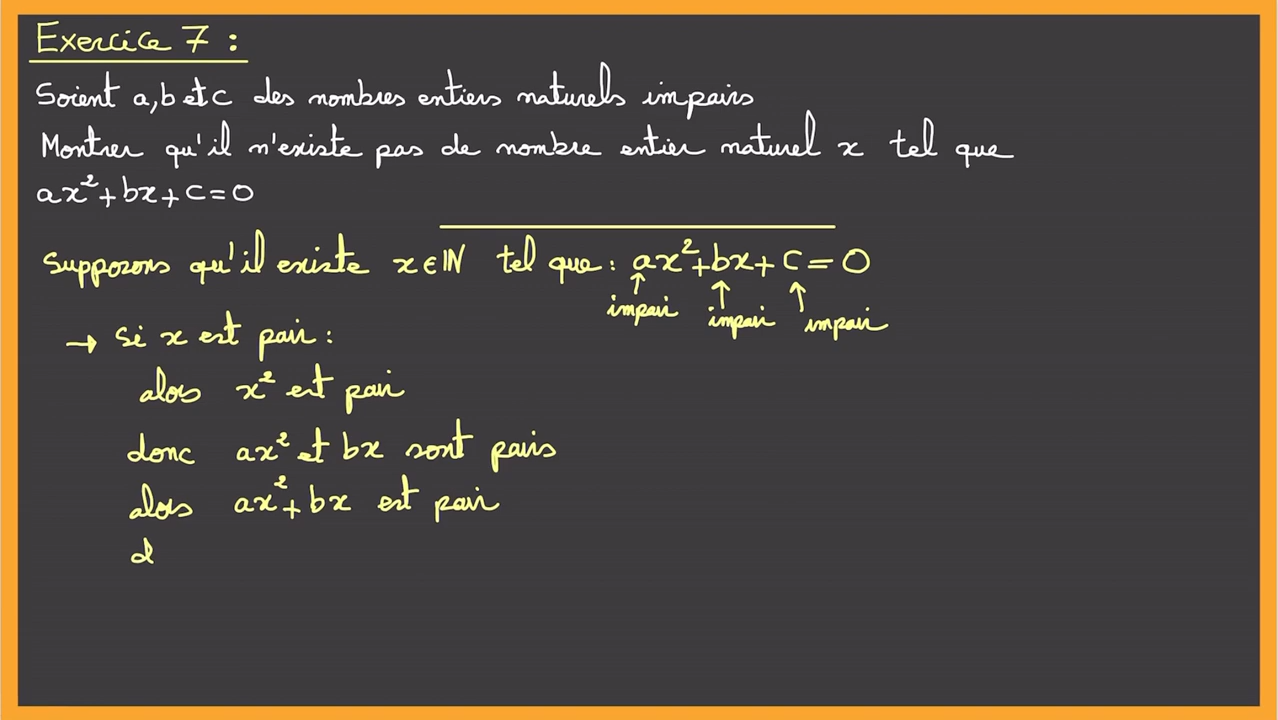 Exercice 7 :
Soient a, b et c des nombres entiers naturels impairs
Montrer qu'il n'existe pas de nombre entier naturel x tel que
ax²+bx+c=0
Supposons qu'il existe x∈ℕ tel que : ax²+bx+c=0
impair impair impair
→ Si x est pair :
alors x² est pair
donc ax² et bx sont pairs
alors ax²+bx est pair
d